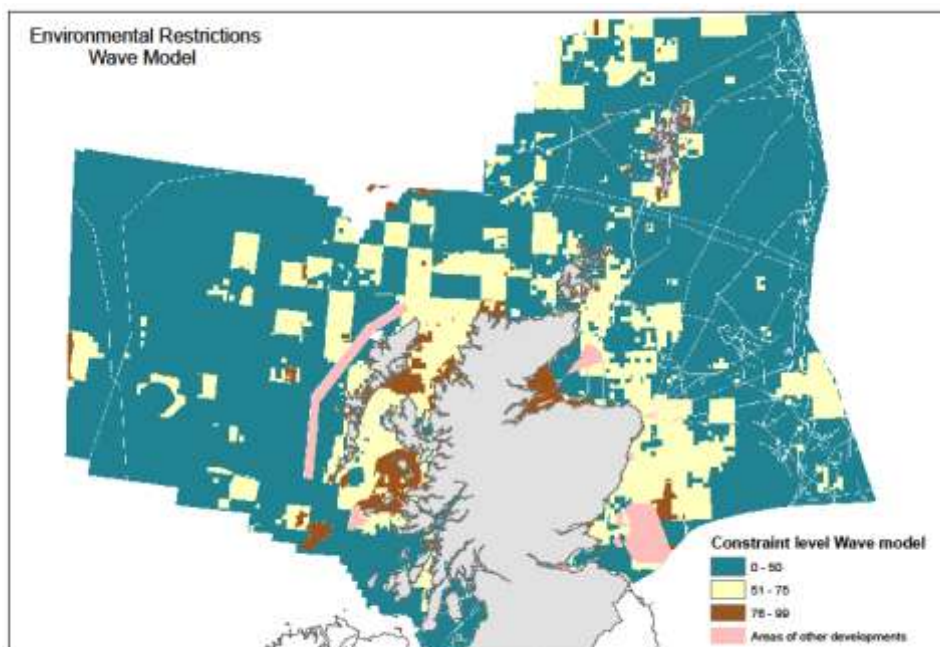 Environmental Restrictions
Wave Model
Constraint level Wave model
0 - 50
51 - 75
76 - 99
Areas of other developments